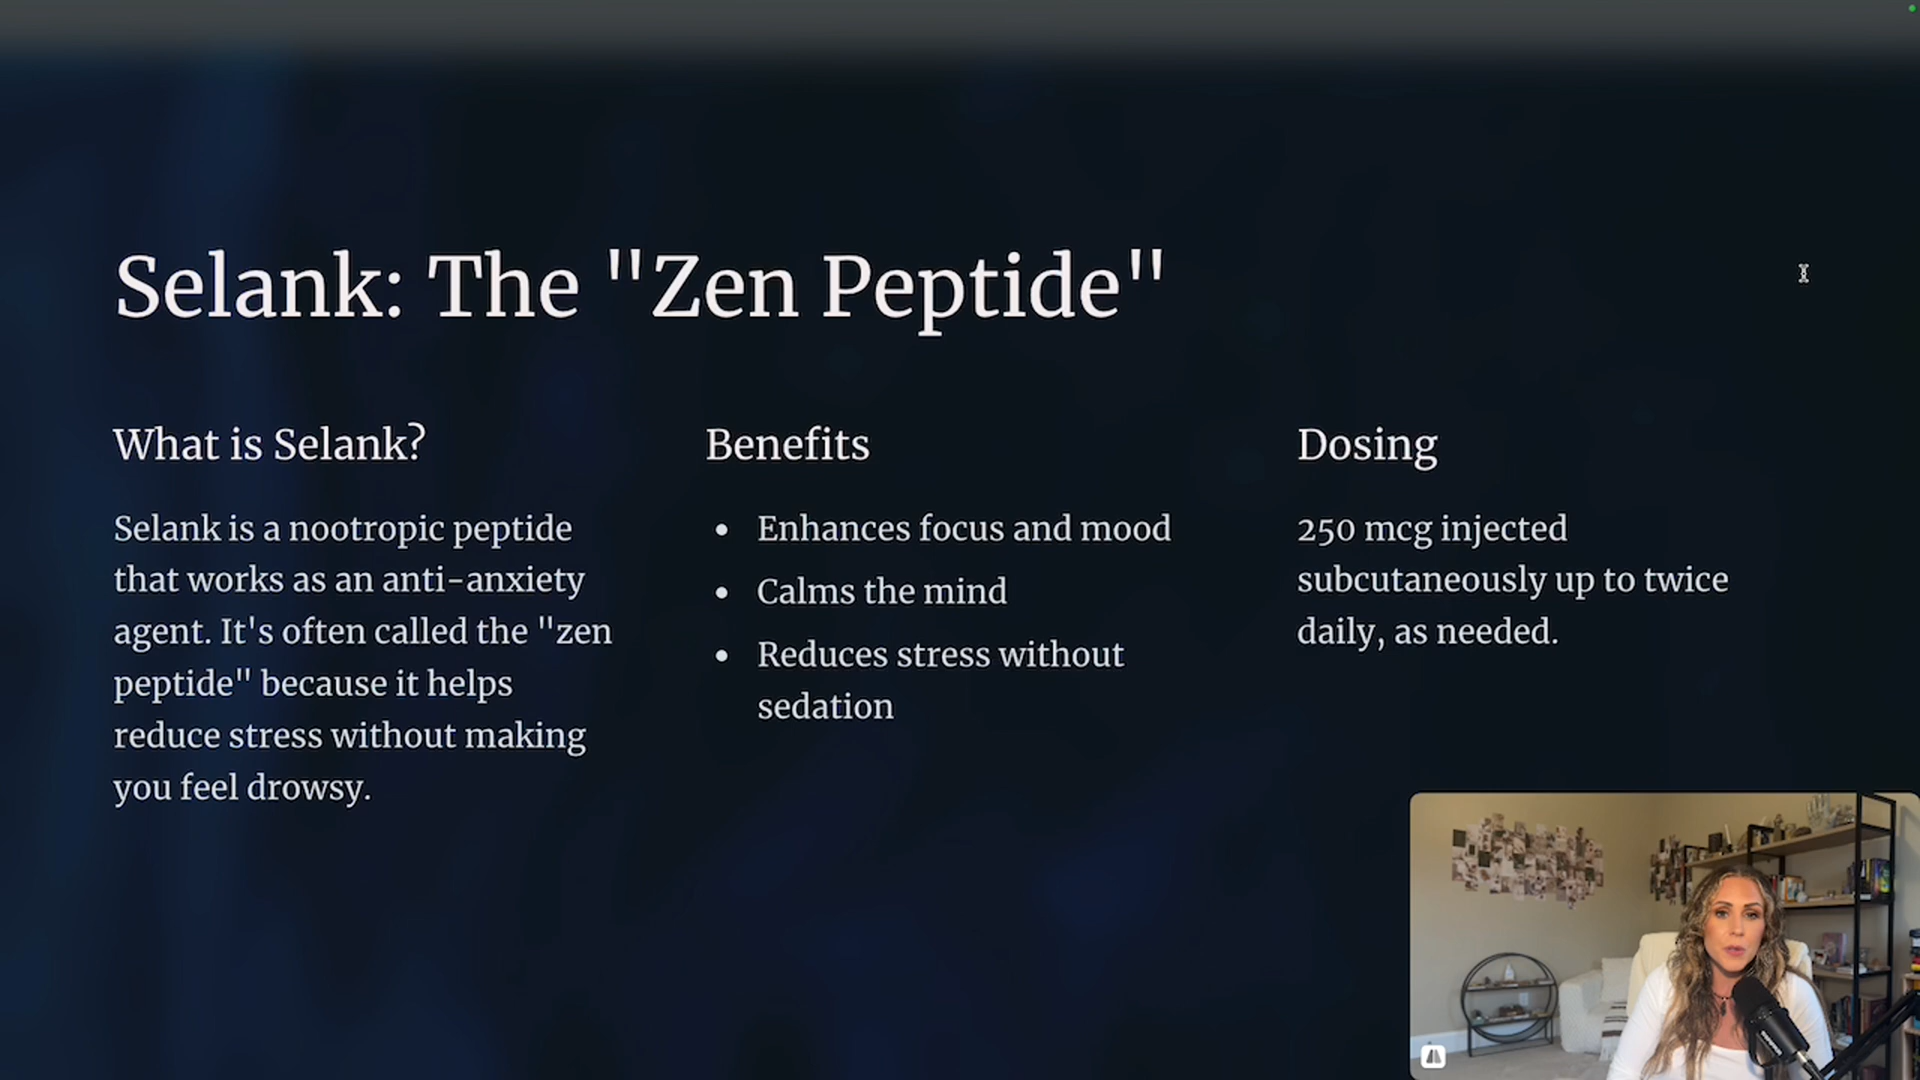 Selank: The "Zen Peptide"
What is Selank?
Selank is a nootropic peptide
that works as an anti-anxiety
agent. It's often called the "zen
peptide" because it helps
reduce stress without making
you feel drowsy.
Benefits
• Enhances focus and mood
• Calms the mind
• Reduces stress without
sedation
Dosing
250 mcg injected
subcutaneously up to twice
daily, as needed.